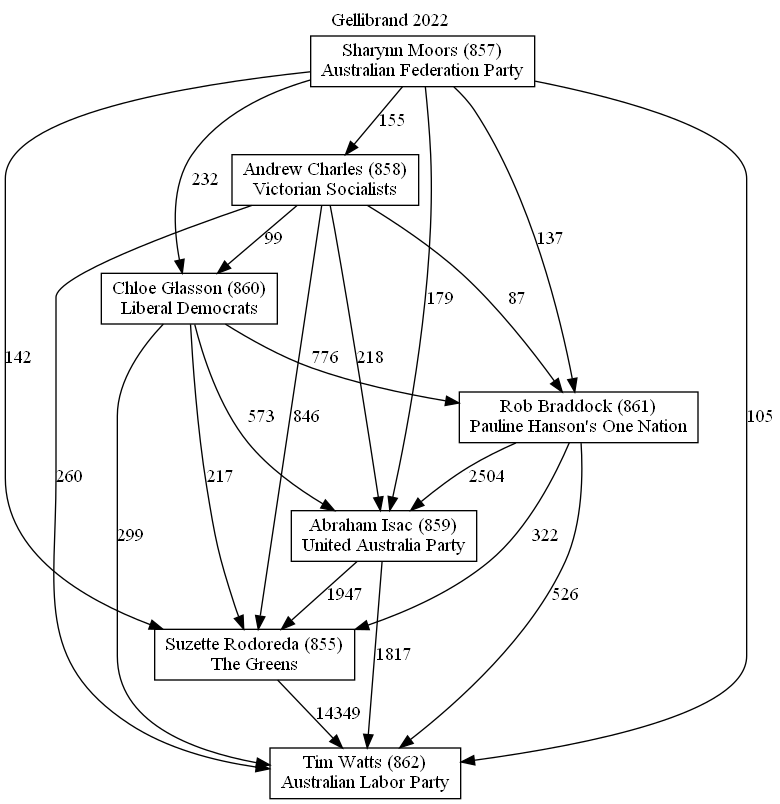 Gellibrand 2022
Sharynn Moors (857)
Australian Federation Party
155
Andrew Charles (858)
Victorian Socialists
232
99
137
Chloe Glasson (860)
Liberal Democrats
179
87
142
776
218
Rob Braddock (861)
Pauline Hanson's One Nation
105
573
846
260
217
2504
299
Abraham Isac (859)
United Australia Party
322
1947
526
Suzette Rodoreda (855)
The Greens
1817
14349
Tim Watts (862)
Australian Labor Party